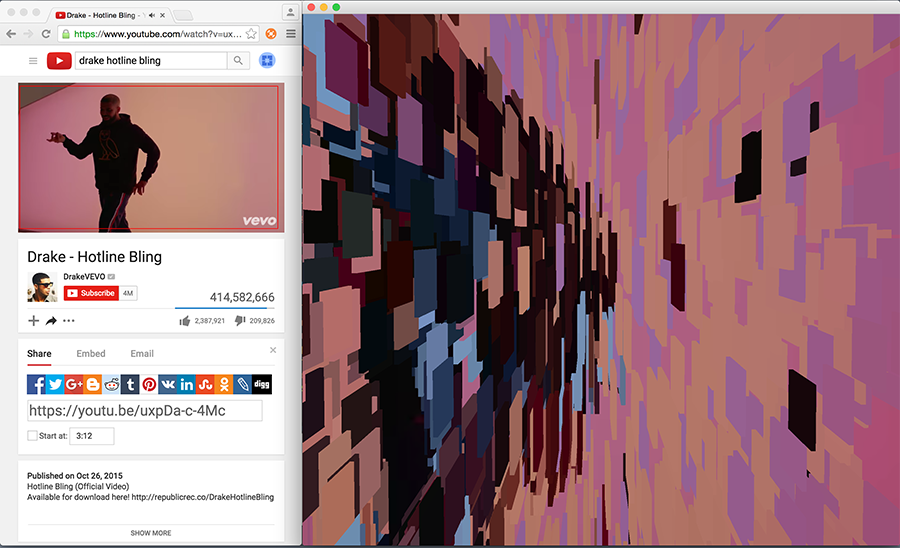 Drake - Hotline Bling -
https://www.youtube.com/watch?v=ux...
drake hotline bling
vevo
Drake - Hotline Bling
DrakeVEVO
Subscribe 4M
414,582,666
2,387,921 209,826
Share Embed Email
digg
https://youtu.be/uxpDa-c-4Mc
Start at: 3:12
Published on Oct 26, 2015
Hotline Bling (Official Video)
Available for download here! http://republicrec.co/DrakeHotlineBling
SHOW MORE